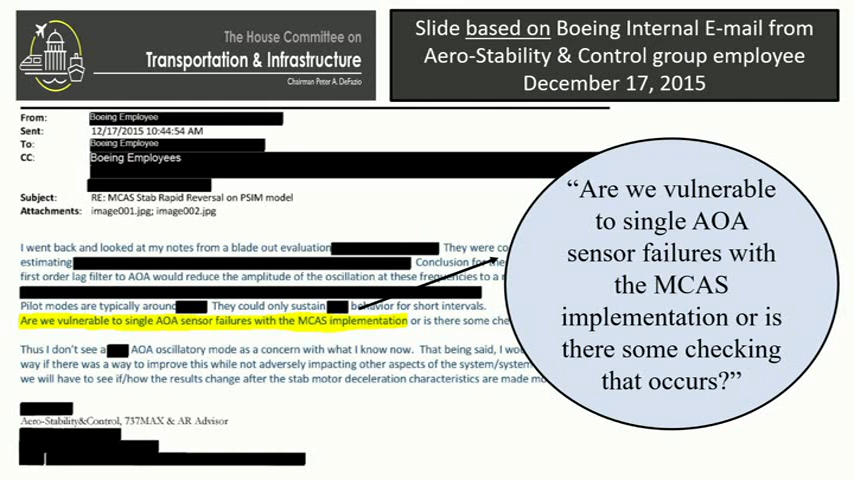 The House Committee on
Transportation & Infrastructure
Chairman Peter A. DeFazio
Slide based on Boeing Internal E-mail from
Aero-Stability & Control group employee
December 17, 2015
From: Boeing Employee
Sent: 12/17/2015 10:44:54 AM
To: Boeing Employee
CC: Boeing Employees
Subject: RE: MCAS Stab Rapid Reversal on PSIM model
Attachments: image001.jpg; image002.jpg
I went back and looked at my notes from a blade out evaluation They were
estimating Conclusion for
first order lag filter to AOA would reduce the amplitude of the oscillation at these frequencies to a
Pilot modes are typically around They could only sustain behavior for short intervals.
Are we vulnerable to single AOA sensor failures with the MCAS implementation or is there some
Thus I don't see a AOA oscillatory mode as a concern with what I know now. That being said, I
way if there was a way to improve this while not adversely impacting other aspects of the system/system
we will have to see if/how the results change after the stab motor deceleration characteristics are made
Aero-Stability&Control, 737MAX & AR Advisor
“Are we vulnerable
to single AOA
sensor failures with
the MCAS
implementation or is
there some checking
that occurs?”